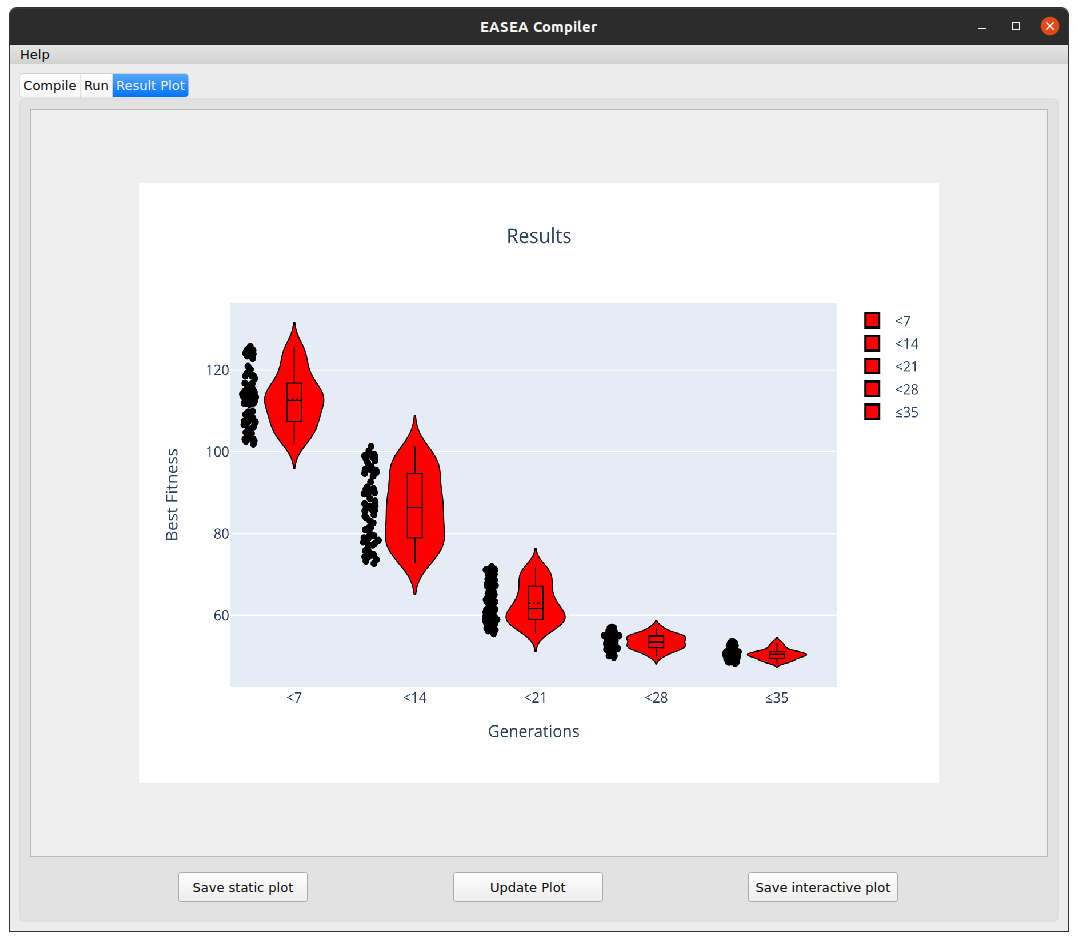 EASEA Compiler
Help
Compile Run Result Plot
Results
<7
<14
<21
<28
≤35
120
100
80
60
Best Fitness
<7 <14 <21 <28 ≤35
Generations
Save static plot Update Plot Save interactive plot